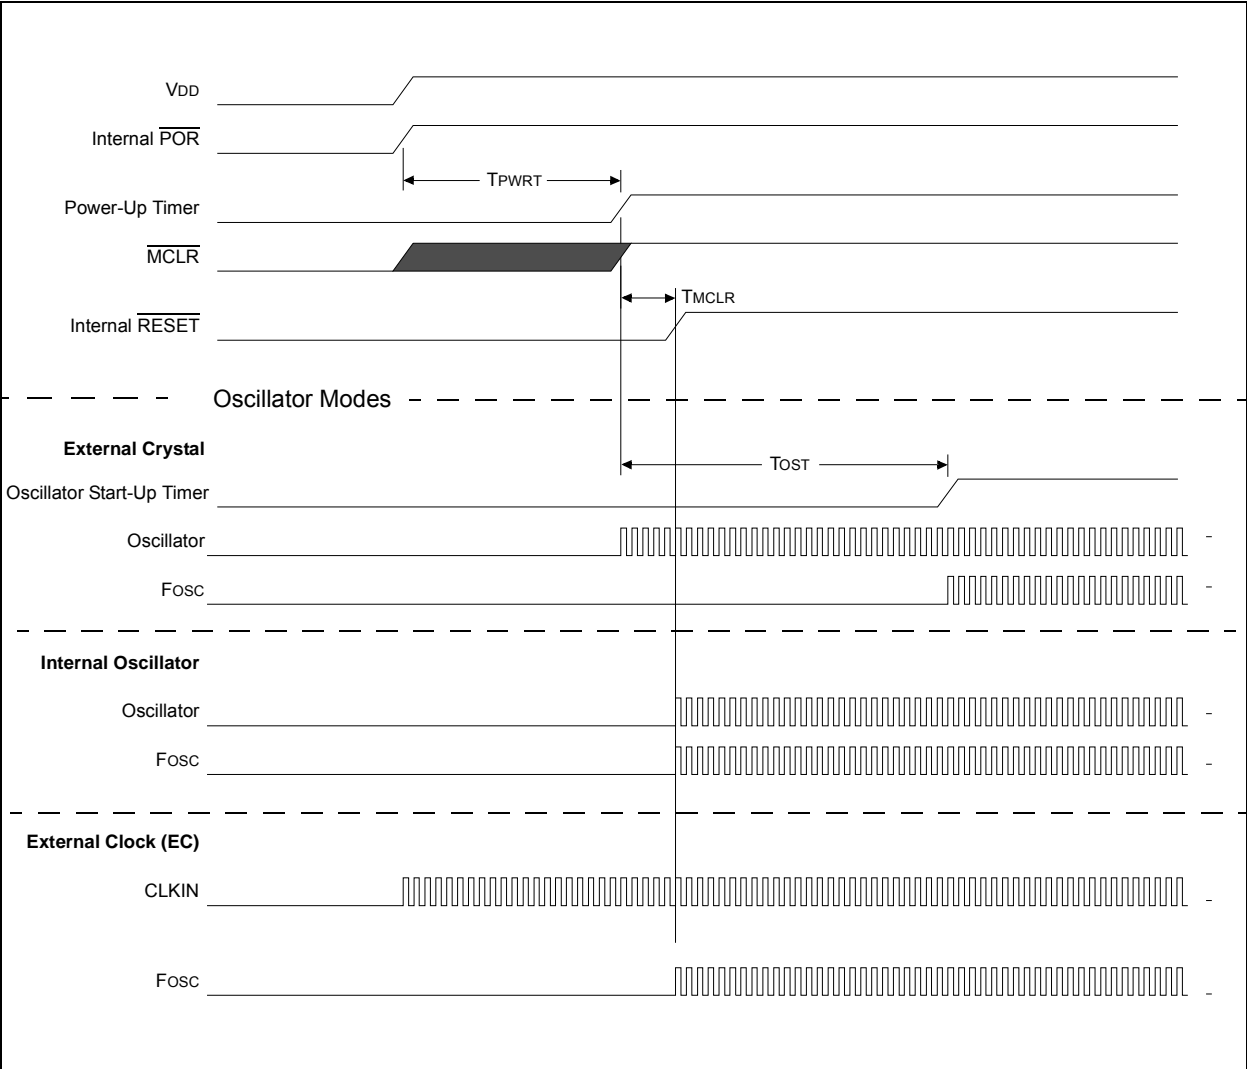 VDD
Internal POR
TPWRT
Power-Up Timer
MCLR
TMCLR
Internal RESET
Oscillator Modes
External Crystal
TOST
Oscillator Start-Up Timer
Oscillator
FOSC
Internal Oscillator
Oscillator
FOSC
External Clock (EC)
CLKIN
FOSC